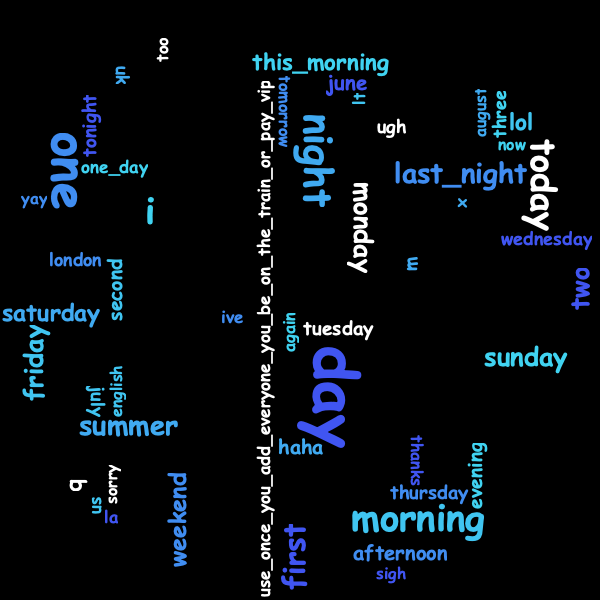 too
this_morning
uk
tomorrow
june
lt
august
three
lol
tonight
ugh
now
one
one_day
night
last_night
today
yay
i
monday
x
wednesday
london
second
m
two
saturday
ive
again
tuesday
friday
sunday
day
july
english
summer
haha
use_once_you_add_everyone_you_be_on_the_train_or_pay_vip
thanks
evening
q
sorry
weekend
thursday
sn
la
morning
first
afternoon
sigh